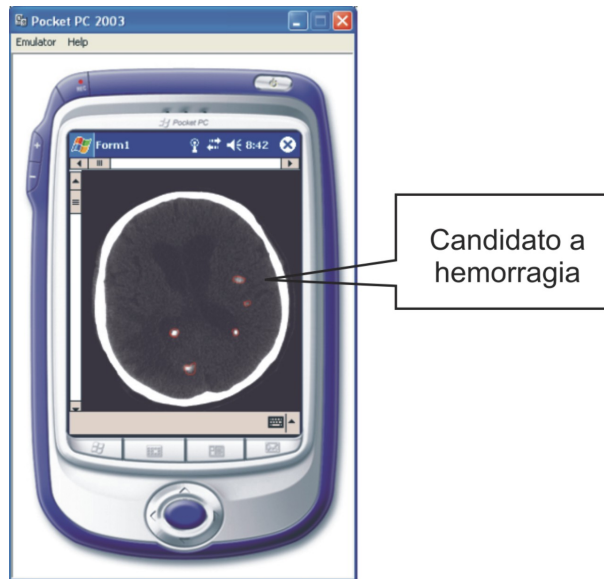 Pocket PC 2003
Emulator Help
Pocket PC
Form1 8:42
Candidato a
hemorragia